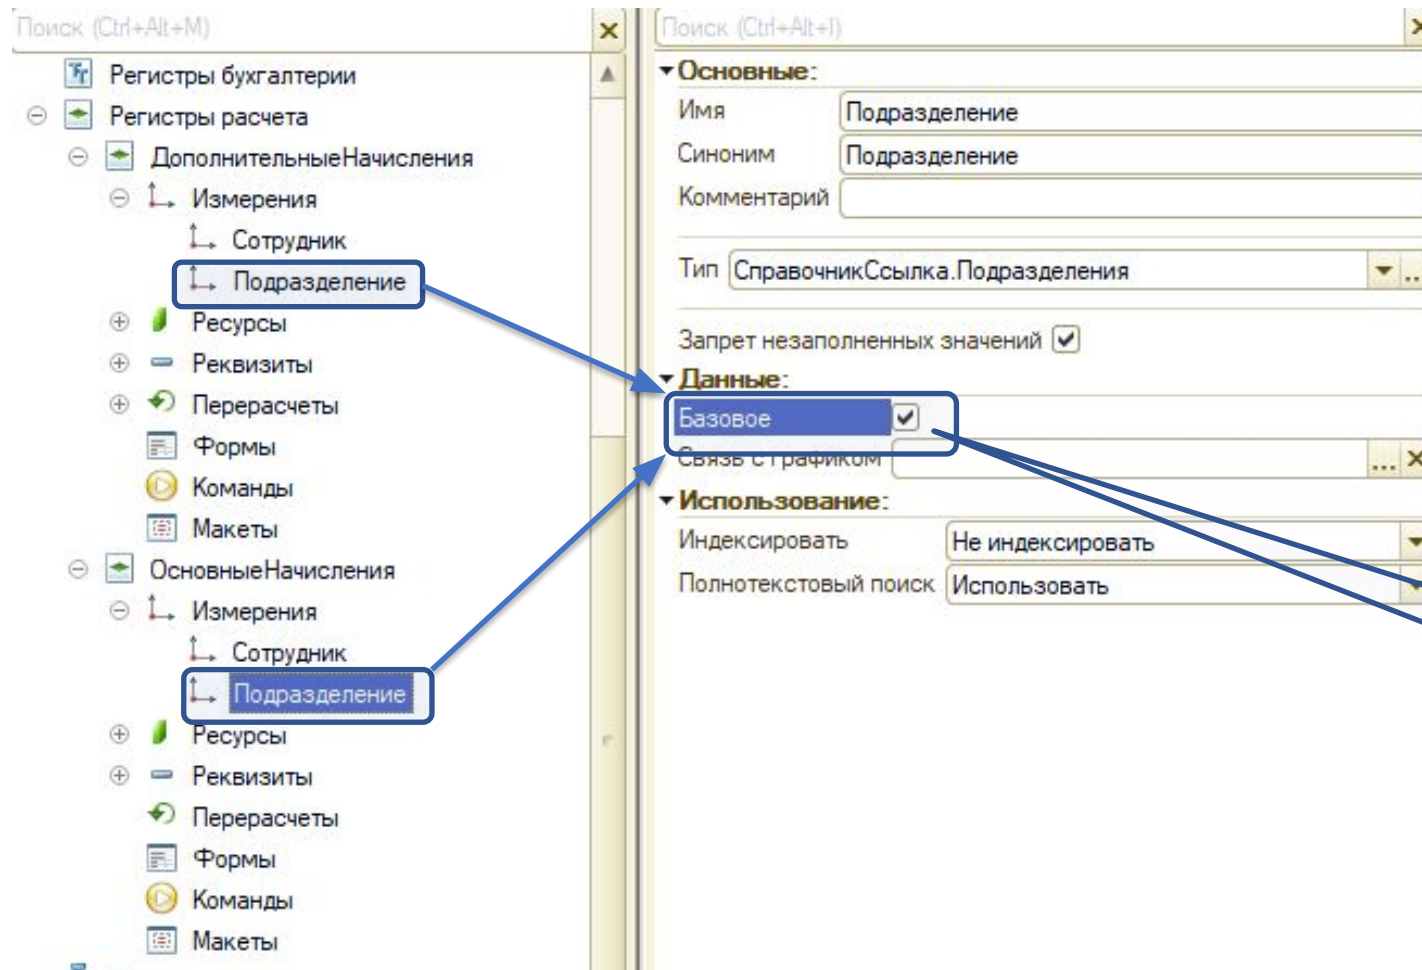 Поиск (Ctrl+Alt+M)
Регистры бухгалтерии
Регистры расчета
ДополнительныеНачисления
Измерения
Сотрудник
Подразделение
Ресурсы
Реквизиты
Перерасчеты
Формы
Команды
Макеты
ОсновныеНачисления
Измерения
Сотрудник
Подразделение
Ресурсы
Реквизиты
Перерасчеты
Формы
Команды
Макеты
Поиск (Ctrl+Alt+I)
Основные:
Имя Подразделение
Синоним Подразделение
Комментарий
Тип СправочникСсылка.Подразделения ...
Запрет незаполненных значений
Данные:
Базовое
Связь с графиком ...
Использование:
Индексировать Не индексировать
Полнотекстовый поиск Использовать